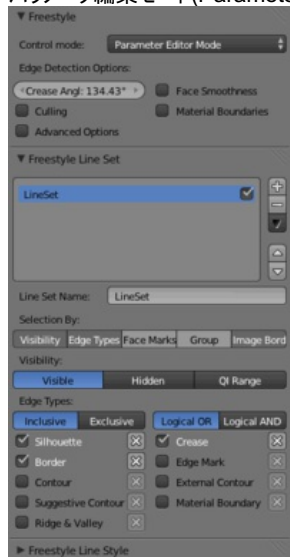 パラメータ編集モード(Parameter
Freestyle
Control mode: Parameter Editor Mode
Edge Detection Options:
Crease Angl: 134.43° Face Smoothness
Culling Material Boundaries
Advanced Options
Freestyle Line Set
LineSet
Line Set Name: LineSet
Selection By:
Visibility Edge Types Face Marks Group Image Bord
Visibility:
Visible Hidden QI Range
Edge Types:
Inclusive Exclusive Logical OR Logical AND
Silhouette Crease
Border Edge Mark
Contour External Contour
Suggestive Contour Material Boundary
Ridge & Valley
Freestyle Line Style